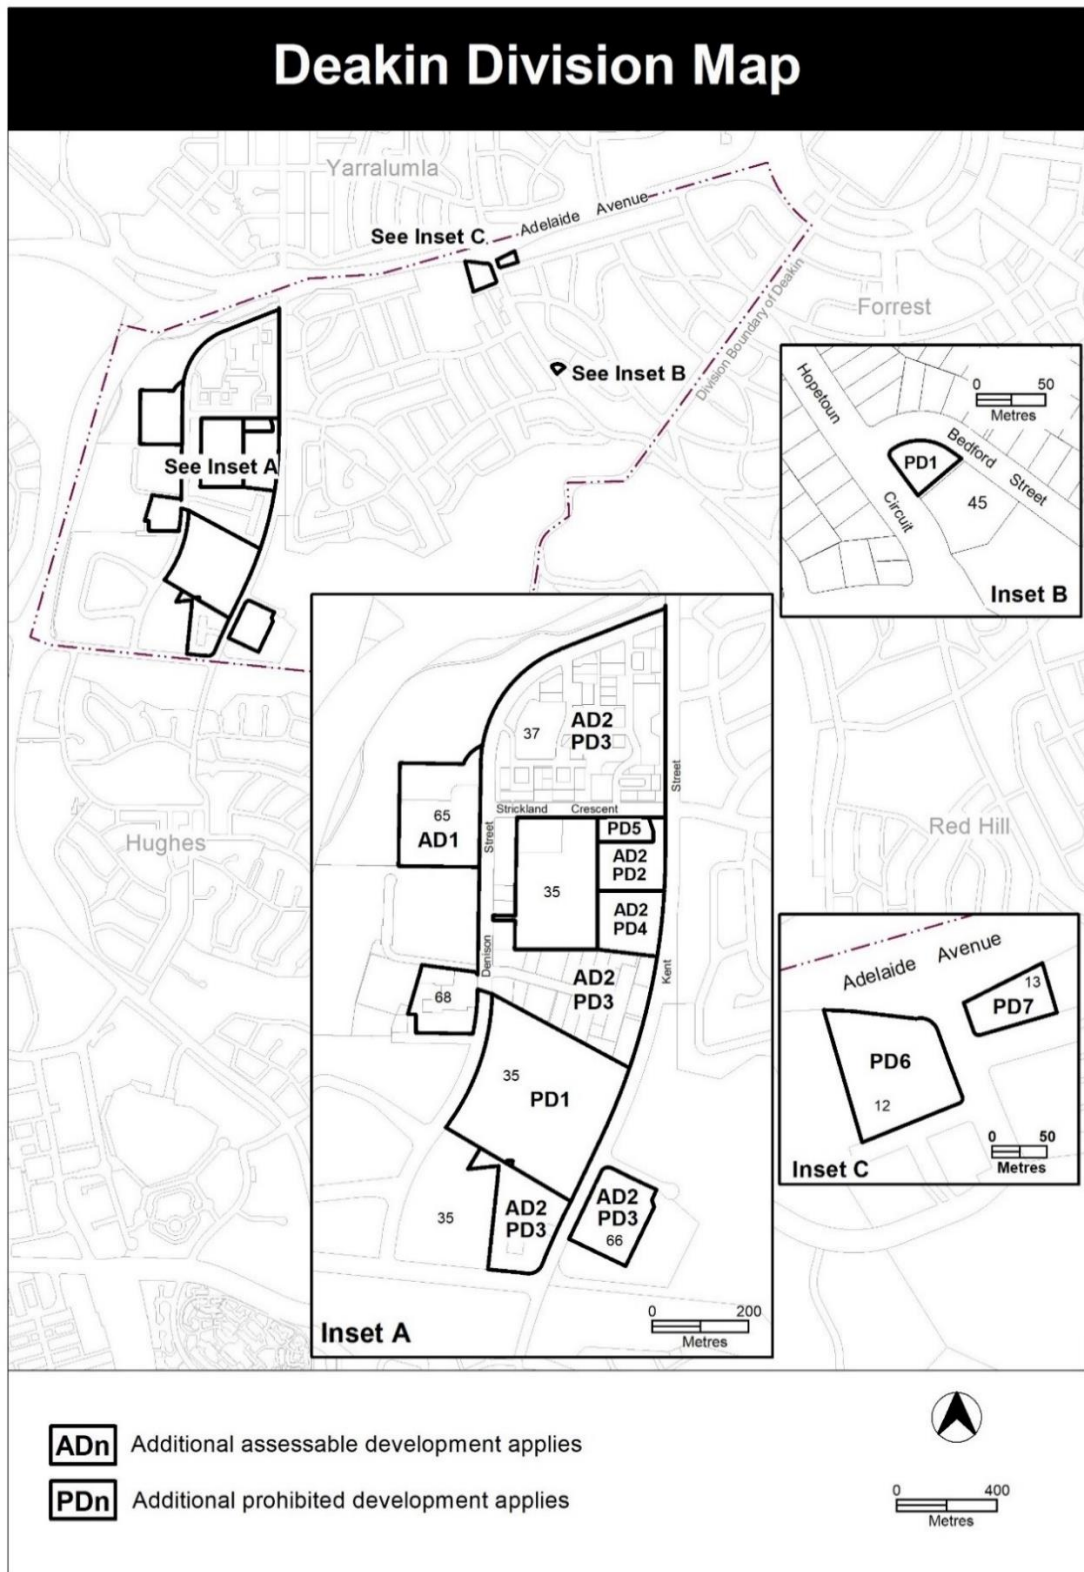 Deakin Division Map
Yarralumla
Adelaide Avenue
See Inset C
Division Boundary of Deakin
Forrest
See Inset B
See Inset A
Hughes
Red Hill
0 50
Metres
Hopetoun
Circuit
Bedford
Street
PD1
45
Inset B
37
AD2
PD3
Street
Strickland Crescent
65
AD1
Street
PD5
AD2
PD2
35
AD2
PD4
Denison
Kent
68
AD2
PD3
35
PD1
35
AD2
PD3
AD2
PD3
66
0 200
Metres
Inset A
Adelaide Avenue
13
PD7
PD6
12
0 50
Metres
Inset C
ADn Additional assessable development applies
PDn Additional prohibited development applies
0 400
Metres